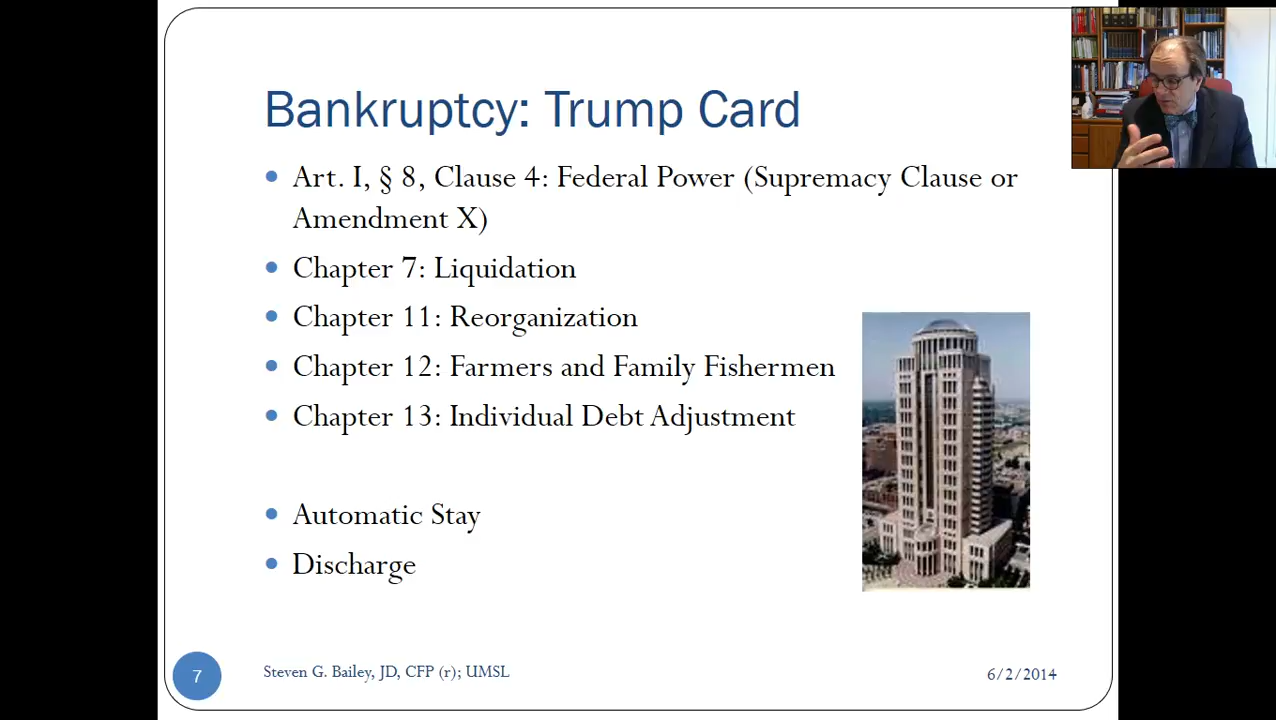 Bankruptcy: Trump Card
• Art. I, § 8, Clause 4: Federal Power (Supremacy Clause or
Amendment X)
• Chapter 7: Liquidation
• Chapter 11: Reorganization
• Chapter 12: Farmers and Family Fishermen
• Chapter 13: Individual Debt Adjustment
• Automatic Stay
• Discharge
7
Steven G. Bailey, JD, CFP (r); UMSL
6/2/2014